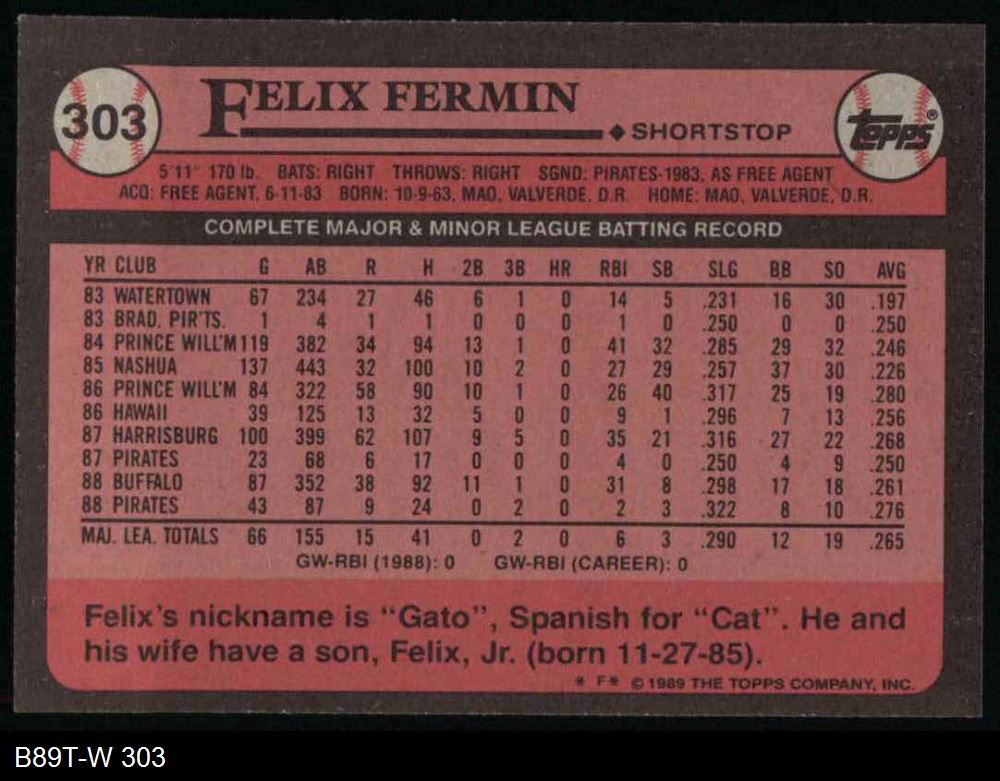 303
FELIX FERMIN
◆ SHORTSTOP
Topps®
5'11" 170 lb. BATS: RIGHT THROWS: RIGHT SGND: PIRATES-1983, AS FREE AGENT
ACQ: FREE AGENT, 6-11-83 BORN: 10-9-63, MAO, VALVERDE, D.R. HOME: MAO, VALVERDE, D.R.
COMPLETE MAJOR & MINOR LEAGUE BATTING RECORD
YR CLUB G AB R H 2B 3B HR RBI SB SLG BB SO AVG
83 WATERTOWN 67 234 27 46 6 1 0 14 5 .231 16 30 .197
83 BRAD. PIR'TS. 1 4 1 1 0 0 0 1 0 .250 0 0 .250
84 PRINCE WILL'M 119 382 34 94 13 1 0 41 32 .285 29 32 .246
85 NASHUA 137 443 32 100 10 2 0 27 29 .257 37 30 .226
86 PRINCE WILL'M 84 322 58 90 10 1 0 26 40 .317 25 19 .280
86 HAWAII 39 125 13 32 5 0 0 9 1 .296 7 13 .256
87 HARRISBURG 100 399 62 107 9 5 0 35 21 .316 27 22 .268
87 PIRATES 23 68 6 17 0 0 0 4 0 .250 4 9 .250
88 BUFFALO 87 352 38 92 11 1 0 31 8 .298 17 18 .261
88 PIRATES 43 87 9 24 0 2 0 2 3 .322 8 10 .276
MAJ. LEA. TOTALS 66 155 15 41 0 2 0 6 3 .290 12 19 .265
GW-RBI (1988): 0 GW-RBI (CAREER): 0
Felix's nickname is "Gato", Spanish for "Cat". He and
his wife have a son, Felix, Jr. (born 11-27-85).
* F* © 1989 THE TOPPS COMPANY, INC.
B89T-W 303